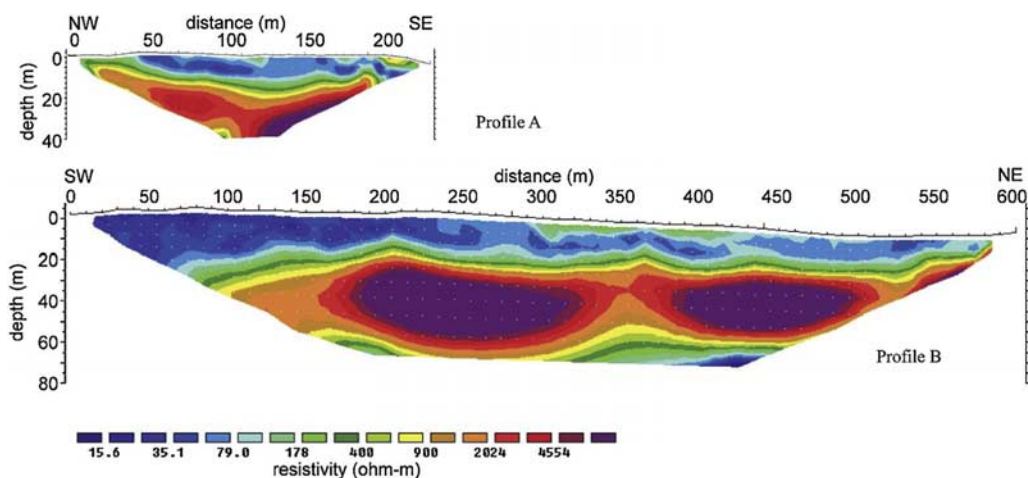 NW distance (m) SE
0 50 100 150 200
0
20
40
depth (m)
Profile A
SW distance (m) NE
0 50 100 150 200 250 300 350 400 450 500 550 600
0
20
40
60
80
depth (m)
Profile B
15.6 35.1 79.0 178 400 900 2024 4554
resistivity (ohm-m)